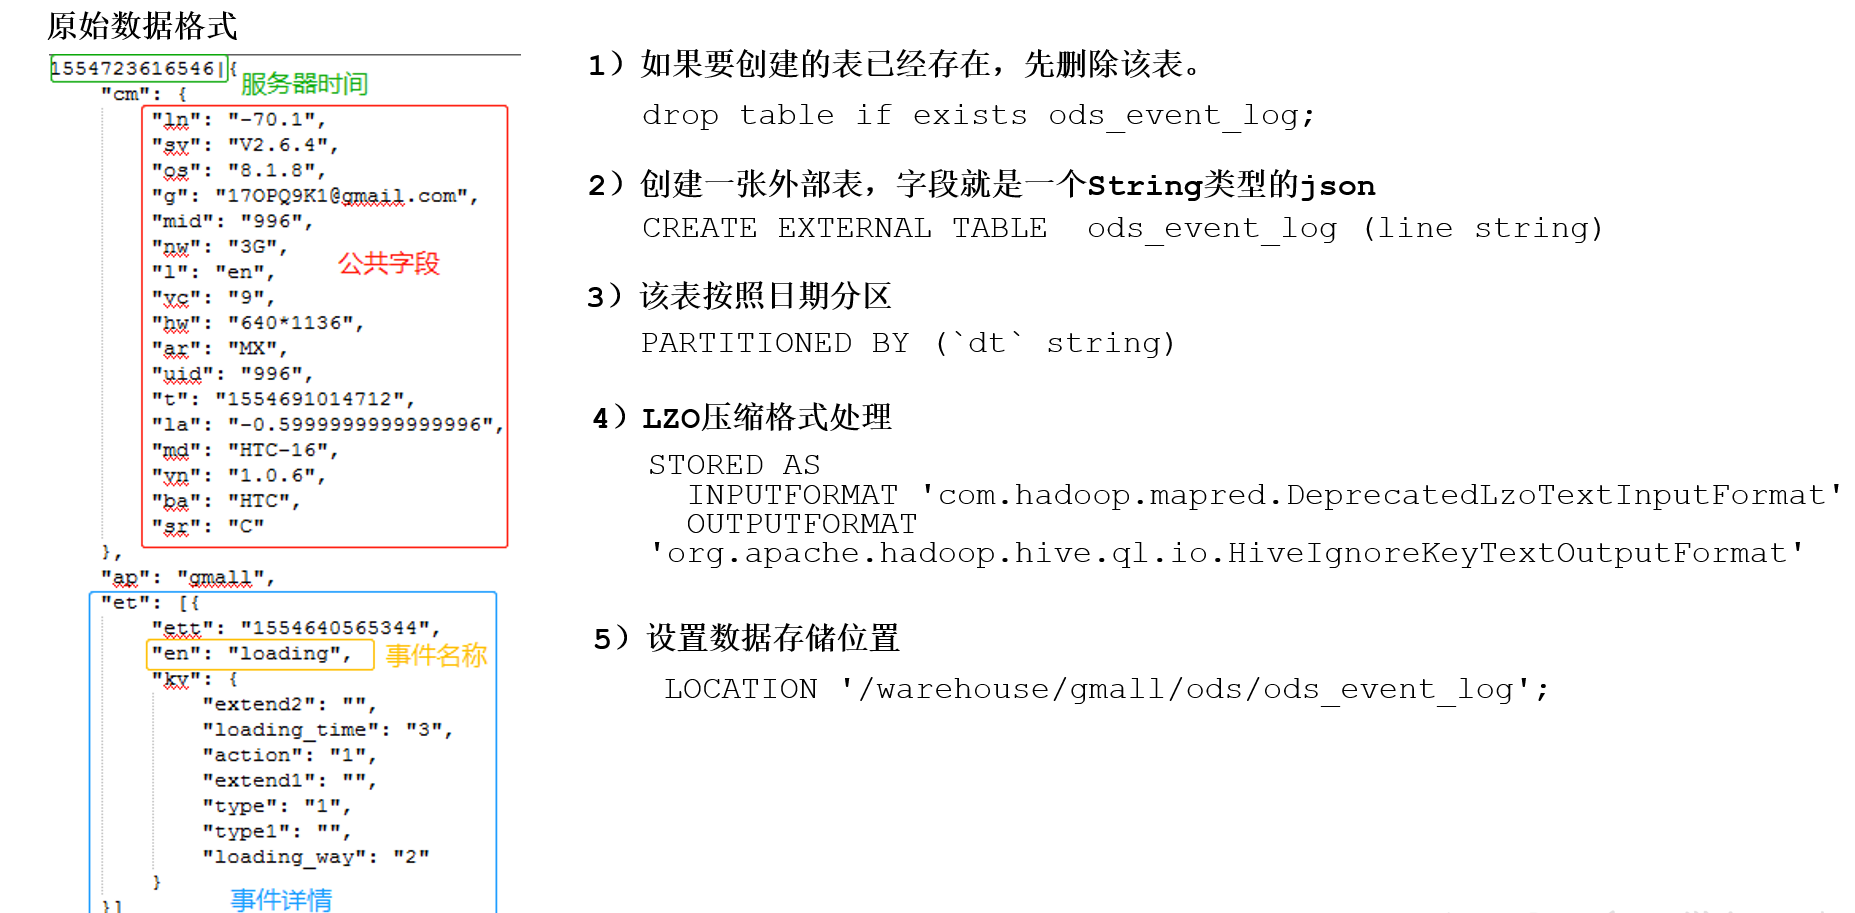 原始数据格式
1554723616546|{
服务器时间
"cm": {
"ln": "-70.1",
"sv": "V2.6.4",
"os": "8.1.8",
"g": "17OPQ9K1@gmail.com",
"mid": "996",
"nw": "3G",
"l": "en",
"vc": "9",
"hw": "640*1136",
"ar": "MX",
"uid": "996",
"t": "1554691014712",
"la": "-0.5999999999999996",
"md": "HTC-16",
"vn": "1.0.6",
"ba": "HTC",
"sr": "C"
公共字段
},
"ap": "gmall",
"et": [{
"ett": "1554640565344",
"en": "loading",
事件名称
"kv": {
"extend2": "",
"loading_time": "3",
"action": "1",
"extend1": "",
"type": "1",
"type1": "",
"loading_way": "2"
}
事件详情
}]
1）如果要创建的表已经存在，先删除该表。
drop table if exists ods_event_log;
2）创建一张外部表，字段就是一个String类型的json
CREATE EXTERNAL TABLE  ods_event_log (line string)
3）该表按照日期分区
PARTITIONED BY (`dt` string)
4）LZO压缩格式处理
STORED AS
INPUTFORMAT 'com.hadoop.mapred.DeprecatedLzoTextInputFormat'
OUTPUTFORMAT
'org.apache.hadoop.hive.ql.io.HiveIgnoreKeyTextOutputFormat'
5）设置数据存储位置
LOCATION '/warehouse/gmall/ods/ods_event_log';